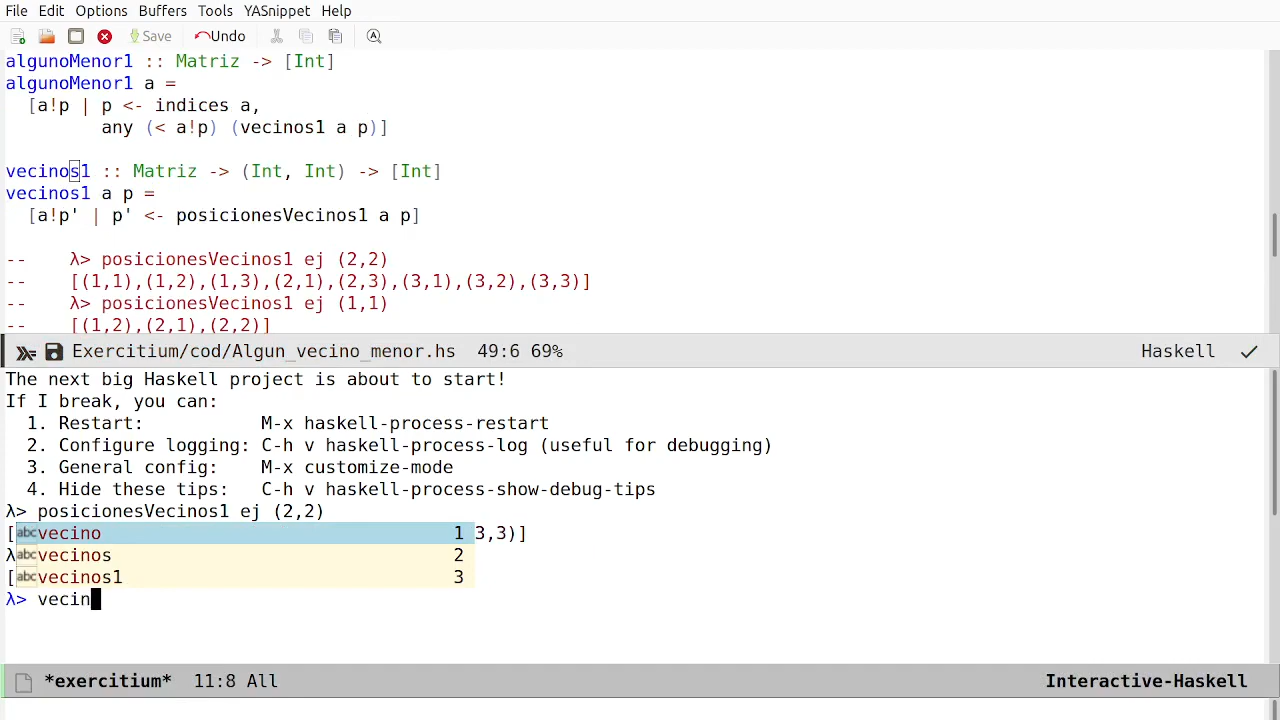 File Edit Options Buffers Tools YASnippet Help
Save Undo
algunoMenor1 :: Matriz -> [Int]
algunoMenor1 a =
  [a!p | p <- indices a,
         any (< a!p) (vecinos1 a p)]
vecinos1 :: Matriz -> (Int, Int) -> [Int]
vecinos1 a p =
  [a!p' | p' <- posicionesVecinos1 a p]
--    λ> posicionesVecinos1 ej (2,2)
--    [(1,1),(1,2),(1,3),(2,1),(2,3),(3,1),(3,2),(3,3)]
--    λ> posicionesVecinos1 ej (1,1)
--    [(1,2),(2,1),(2,2)]
Exercitium/cod/Algun_vecino_menor.hs 49:6 69% Haskell ✓
The next big Haskell project is about to start!
If I break, you can:
  1. Restart:           M-x haskell-process-restart
  2. Configure logging: C-h v haskell-process-log (useful for debugging)
  3. General config:    M-x customize-mode
  4. Hide these tips:   C-h v haskell-process-show-debug-tips
λ> posicionesVecinos1 ej (2,2)
[ abc vecino 1 3,3)]
λ abc vecinos 2
[ abc vecinos1 3
λ> vecin
*exercitium* 11:8 All Interactive-Haskell